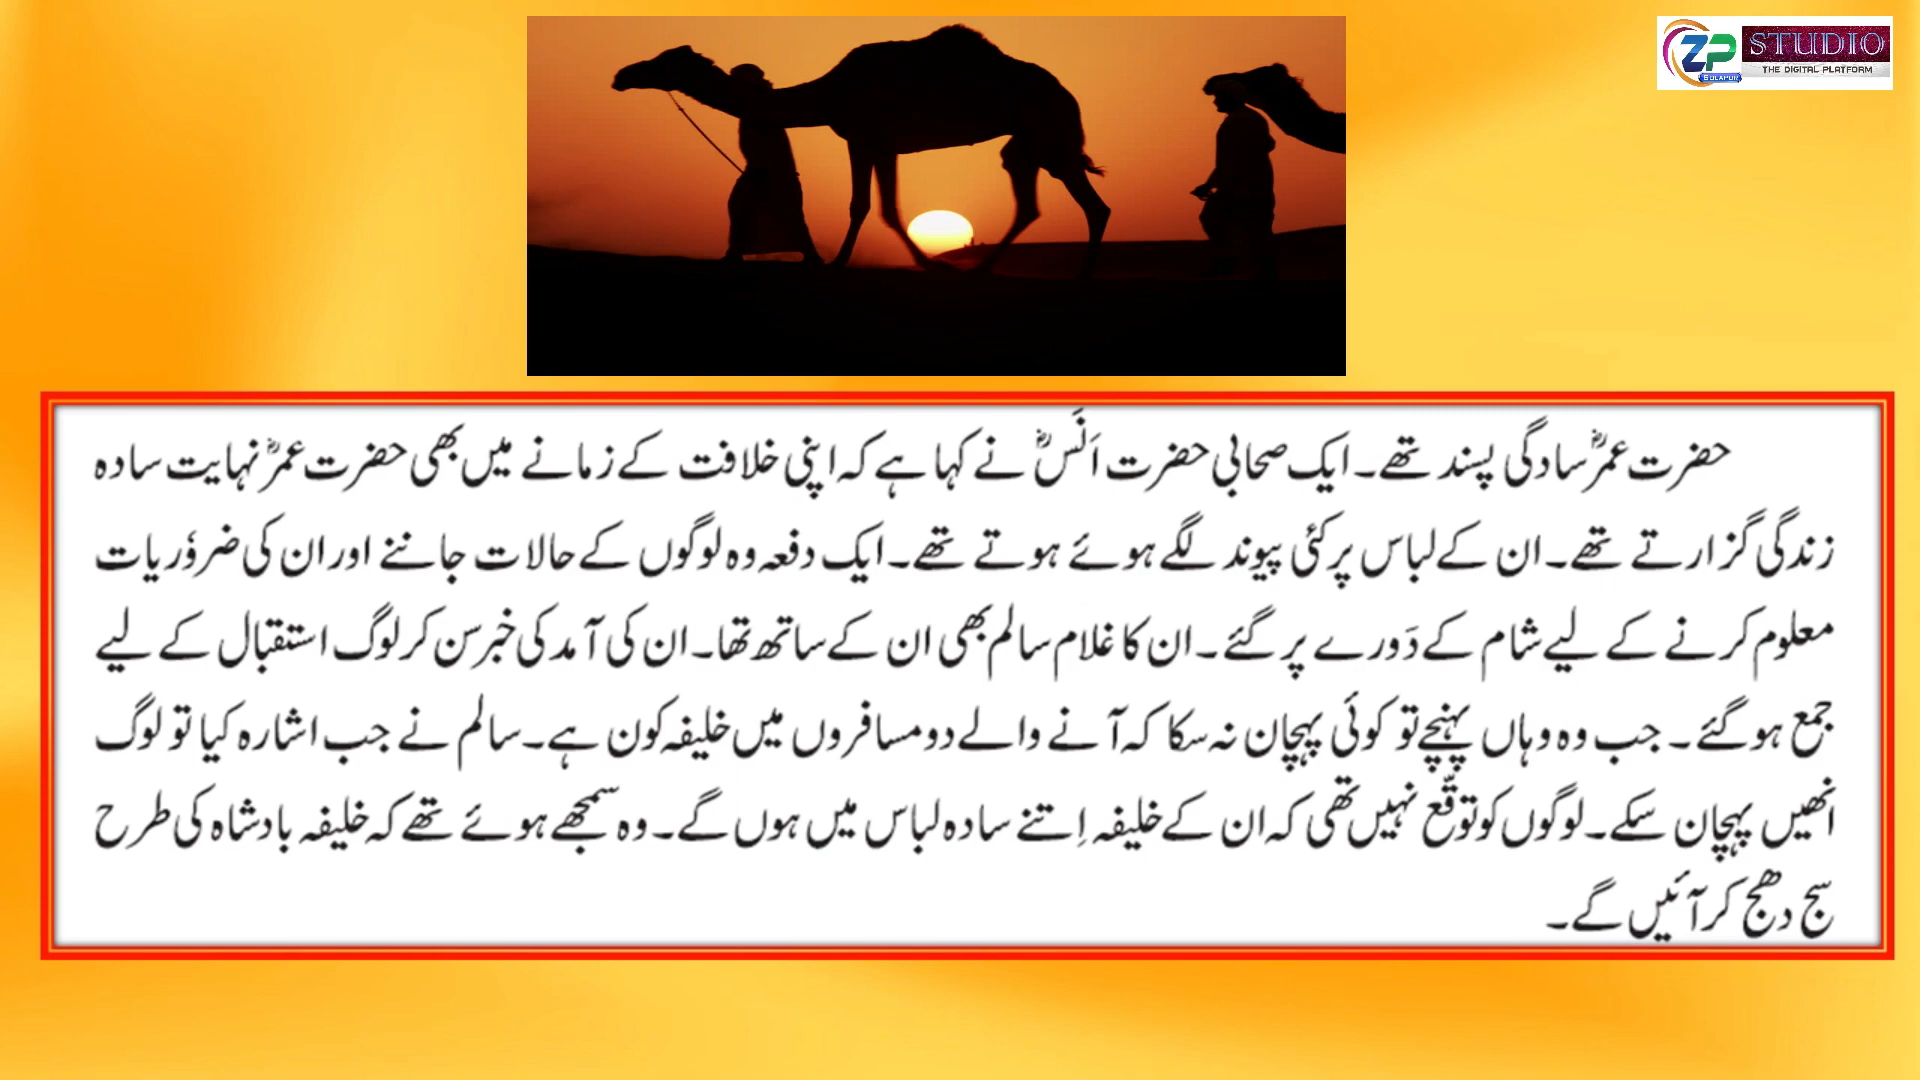 ZP
SOLAPUR
STUDIO
THE DIGITAL PLATFORM
حضرت عمرؓ سادگی پسند تھے۔ ایک صحابی حضرت اَنَسؓ نے کہا ہے کہ اپنی خلافت کے زمانے میں بھی حضرت عمرؓ نہایت سادہ
زندگی گزارتے تھے۔ ان کے لباس پر کئی پیوند لگے ہوئے ہوتے تھے۔ ایک دفعہ وہ لوگوں کے حالات جاننے اور ان کی ضروٗریات
معلوم کرنے کے لیے شام کے دَورے پر گئے۔ ان کا غلام سالم بھی ان کے ساتھ تھا۔ ان کی آمد کی خبر سن کر لوگ استقبال کے لیے
جمع ہوگئے۔ جب وہ وہاں پہنچے تو کوئی پہچان نہ سکا کہ آنے والے دو مسافروں میں خلیفہ کون ہے۔ سالم نے جب اشارہ کیا تو لوگ
انھیں پہچان سکے۔ لوگوں کو توقّع نہیں تھی کہ ان کے خلیفہ اِتنے سادہ لباس میں ہوں گے۔ وہ سمجھے ہوئے تھے کہ خلیفہ بادشاہ کی طرح
سج دھج کر آئیں گے۔